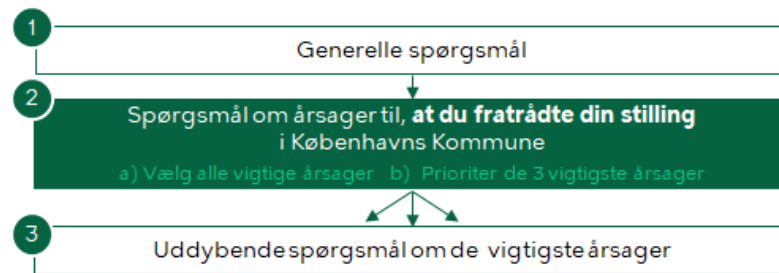 1
Generelle spørgsmål
2
Spørgsmål om årsager til, at du fratrådte din stilling
i Københavns Kommune
a) Vælg alle vigtige årsager b) Prioriter de 3 vigtigste årsager
3
Uddybende spørgsmål om de vigtigste årsager